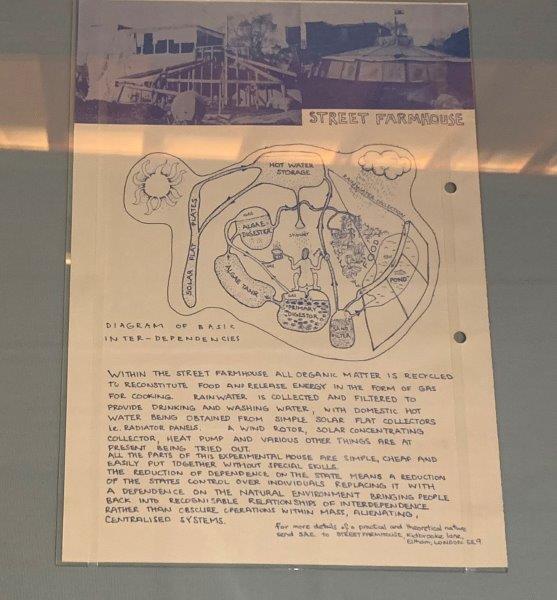 STREET FARMHOUSE
HOT WATER
STORAGE
RAINWATER COLLECTION
SOLAR FLAT PLATES
GAS
ALGAE
DIGESTER
FOOD
ALGAE TANK
GAS
PRIMARY
DIGESTOR
SAND
FILTER
POND
DIAGRAM OF BASIC
INTER-DEPENDENCIES
WITHIN THE STREET FARMHOUSE ALL ORGANIC MATTER IS RECYCLED
TO RECONSTITUTE FOOD AND RELEASE ENERGY IN THE FORM OF GAS
FOR COOKING. RAINWATER IS COLLECTED AND FILTERED TO
PROVIDE DRINKING AND WASHING WATER, WITH DOMESTIC HOT
WATER BEING OBTAINED FROM SIMPLE SOLAR FLAT COLLECTORS
i.e. RADIATOR PANELS. A WIND ROTOR, SOLAR CONCENTRATING
COLLECTOR, HEAT PUMP AND VARIOUS OTHER THINGS ARE AT
PRESENT BEING TRIED OUT.
ALL THE PARTS OF THIS EXPERIMENTAL HOUSE ARE SIMPLE, CHEAP AND
EASILY PUT TOGETHER WITHOUT SPECIAL SKILLS.
THE REDUCTION OF DEPENDENCE ON THE STATE MEANS A REDUCTION
OF THE STATES CONTROL OVER INDIVIDUALS REPLACING IT WITH
A DEPENDENCE ON THE NATURAL ENVIRONMENT BRINGING PEOPLE
BACK INTO RECOGNISABLE RELATIONSHIPS OF INTERDEPENDENCE
RATHER THAN OBSCURE OPERATIONS WITHIN MASS, ALIENATING,
CENTRALISED SYSTEMS.
for more details of a practical and theoretical nature
send S.A.E. to STREET FARMHOUSE, Kidbrooke lane,
Eltham, LONDON SE9